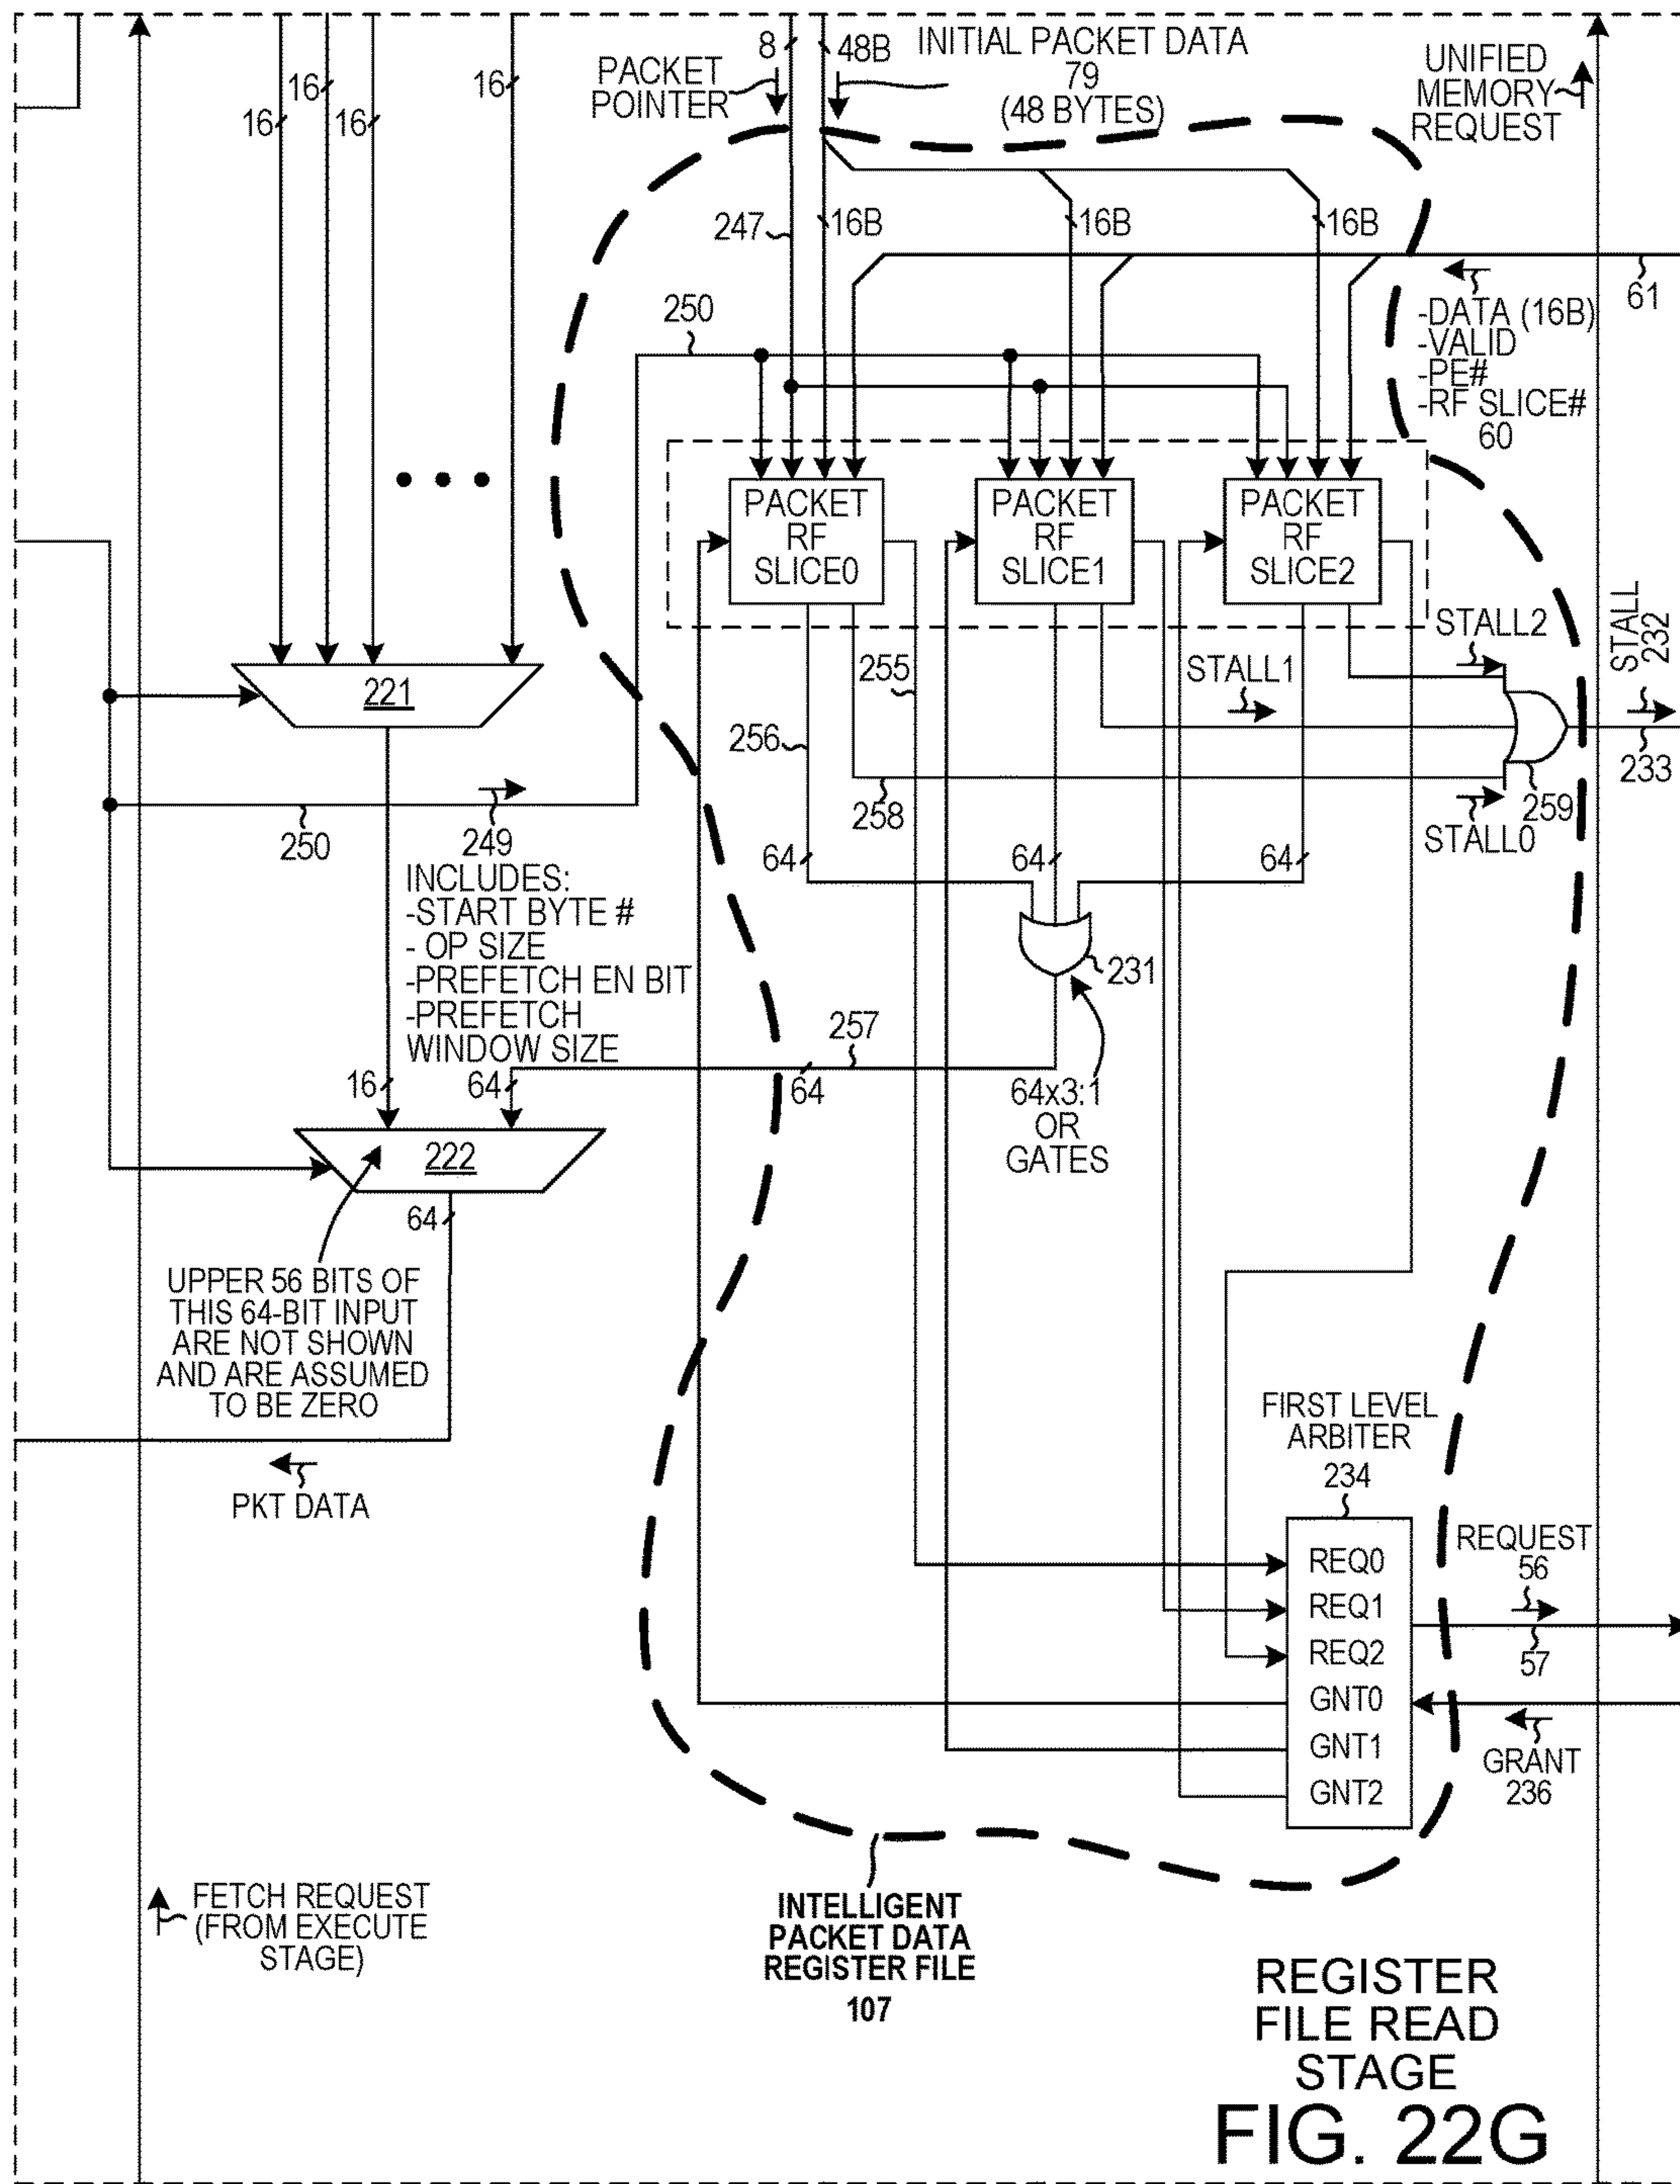 8
48B
INITIAL PACKET DATA
79
(48 BYTES)
PACKET
POINTER
UNIFIED
MEMORY
REQUEST
16
16
16
16
247
16B
16B
16B
61
250
-DATA (16B)
-VALID
-PE#
-RF SLICE#
60
PACKET
RF
SLICE0
PACKET
RF
SLICE1
PACKET
RF
SLICE2
STALL2
STALL
232
255
STALL1
221
256
233
258
259
STALL0
250
249
INCLUDES:
-START BYTE #
- OP SIZE
-PREFETCH EN BIT
-PREFETCH
WINDOW SIZE
64
64
64
231
257
16
64
64
64x3:1
OR
GATES
222
64
UPPER 56 BITS OF
THIS 64-BIT INPUT
ARE NOT SHOWN
AND ARE ASSUMED
TO BE ZERO
PKT DATA
FIRST LEVEL
ARBITER
234
REQ0
REQ1
REQ2
GNT0
GNT1
GNT2
REQUEST
56
57
GRANT
236
FETCH REQUEST
(FROM EXECUTE
STAGE)
INTELLIGENT
PACKET DATA
REGISTER FILE
107
REGISTER
FILE READ
STAGE
FIG. 22G